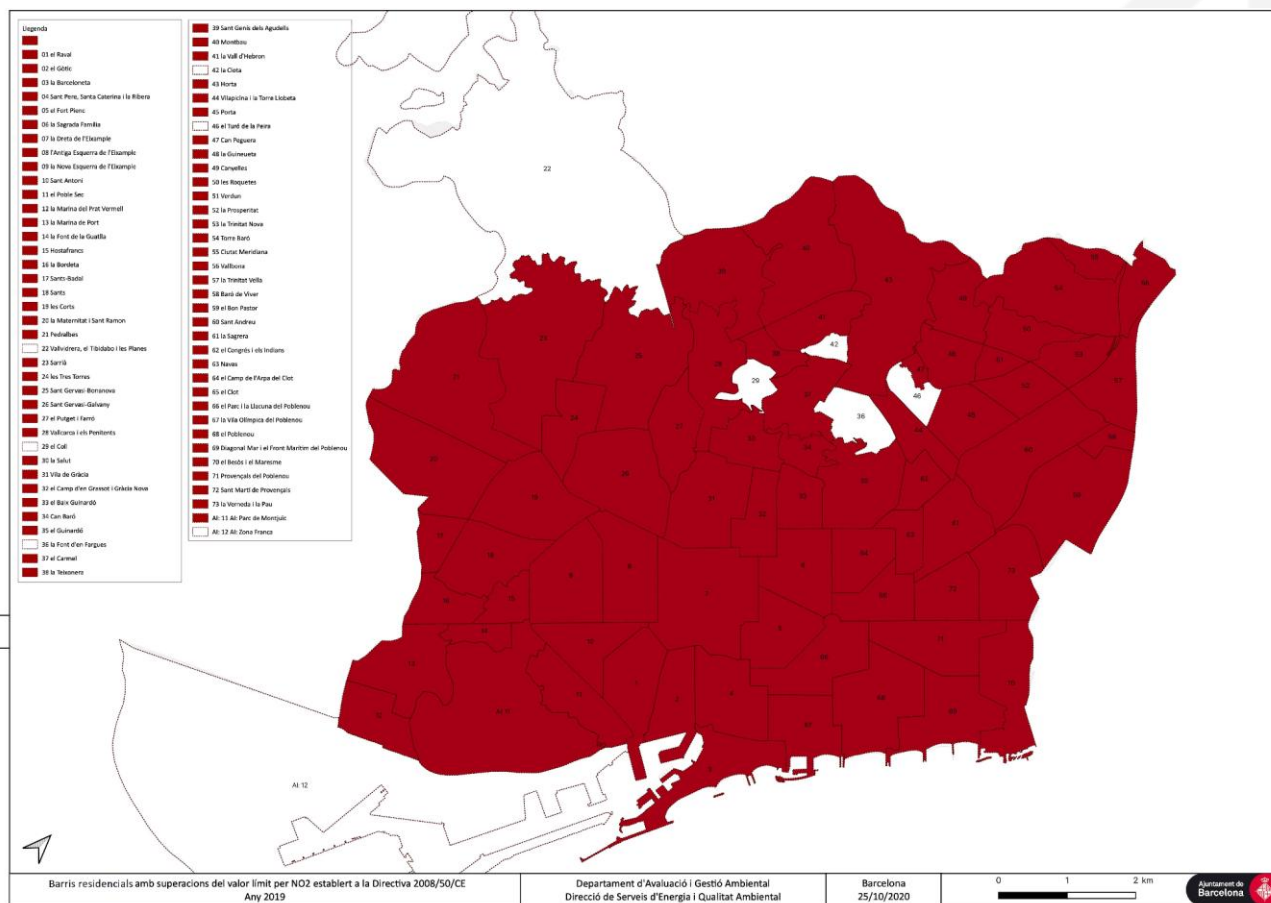 Llegenda
01 el Raval
02 el Gòtic
03 la Barceloneta
04 Sant Pere, Santa Caterina i la Ribera
05 el Fort Pienc
06 la Sagrada Família
07 la Dreta de l'Eixample
08 l'Antiga Esquerra de l'Eixample
09 la Nova Esquerra de l'Eixample
10 Sant Antoni
11 el Poble Sec
12 la Marina del Prat Vermell
13 la Marina de Port
14 la Font de la Guatlla
15 Hostafrancs
16 la Bordeta
17 Sants-Badal
18 Sants
19 les Corts
20 la Maternitat i Sant Ramon
21 Pedralbes
22 Vallvidrera, el Tibidabo i les Planes
23 Sarrià
24 les Tres Torres
25 Sant Gervasi-Bonanova
26 Sant Gervasi-Galvany
27 el Putget i Farró
28 Vallcarca i els Penitents
29 el Coll
30 la Salut
31 Vila de Gràcia
32 el Camp d'en Grassot i Gràcia Nova
33 el Baix Guinardó
34 Can Baró
35 el Guinardó
36 la Font d'en Fargues
37 el Carmel
38 la Teixonera
39 Sant Genís dels Agudells
40 Montbau
41 la Vall d'Hebron
42 la Clota
43 Horta
44 Vilapicina i la Torre Llobeta
45 Porta
46 el Turó de la Peira
47 Can Peguera
48 la Guineueta
49 Canyelles
50 les Roquetes
51 Verdun
52 la Prosperitat
53 la Trinitat Nova
54 Torre Baró
55 Ciutat Meridiana
56 Vallbona
57 la Trinitat Vella
58 Baró de Viver
59 el Bon Pastor
60 Sant Andreu
61 la Sagrera
62 el Congrés i els Indians
63 Navas
64 el Camp de l'Arpa del Clot
65 el Clot
66 el Parc i la Llacuna del Poblenou
67 la Vila Olímpica del Poblenou
68 el Poblenou
69 Diagonal Mar i el Front Marítim del Poblenou
70 el Besòs i el Maresme
71 Provençals del Poblenou
72 Sant Martí de Provençals
73 la Verneda i la Pau
AI: 11 AI: Parc de Montjuïc
AI: 12 AI: Zona Franca
22
42
29
46
36
AI: 12
Barris residencials amb superacions del valor límit per NO2 establert a la Directiva 2008/50/CE
Any 2019
Departament d'Avaluació i Gestió Ambiental
Direcció de Serveis d'Energia i Qualitat Ambiental
Barcelona
25/10/2020
0 1 2 km
Ajuntament de
Barcelona